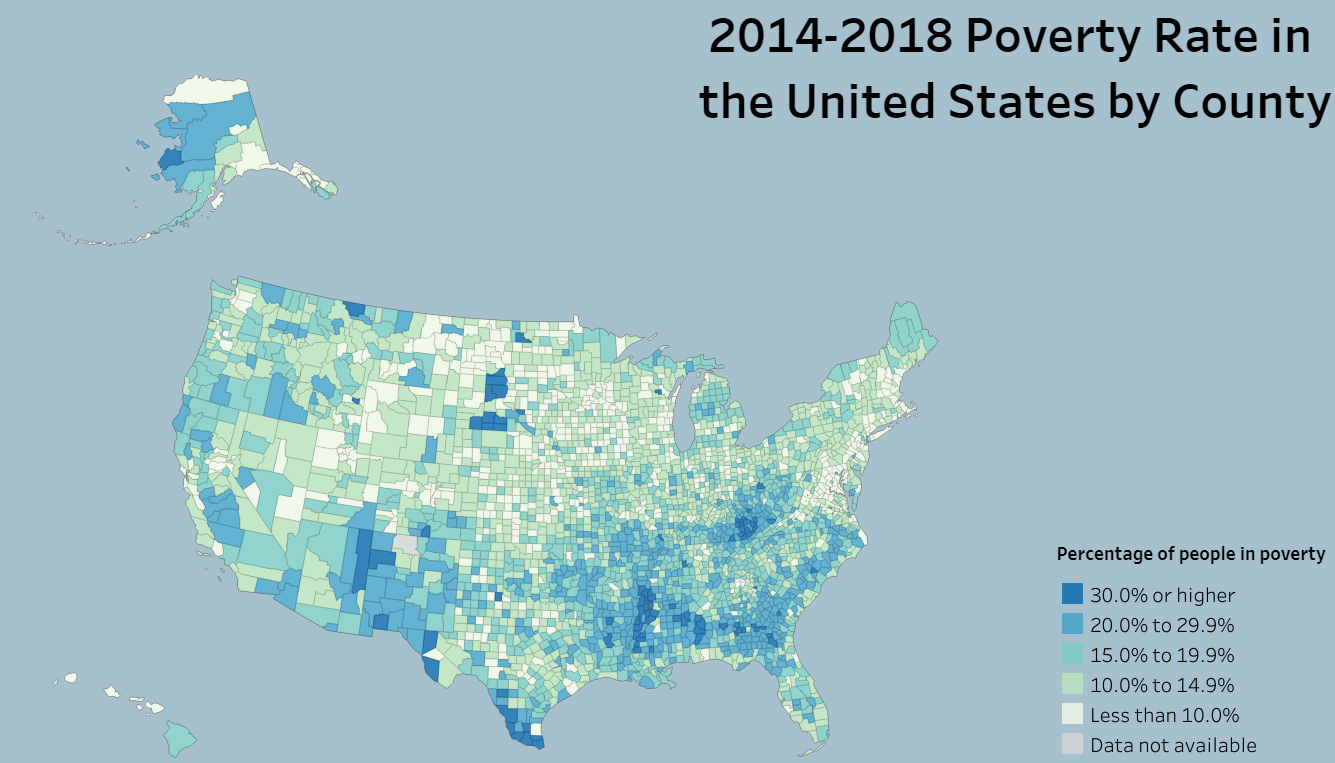 2014-2018 Poverty Rate in
the United States by County
Percentage of people in poverty
30.0% or higher
20.0% to 29.9%
15.0% to 19.9%
10.0% to 14.9%
Less than 10.0%
Data not available